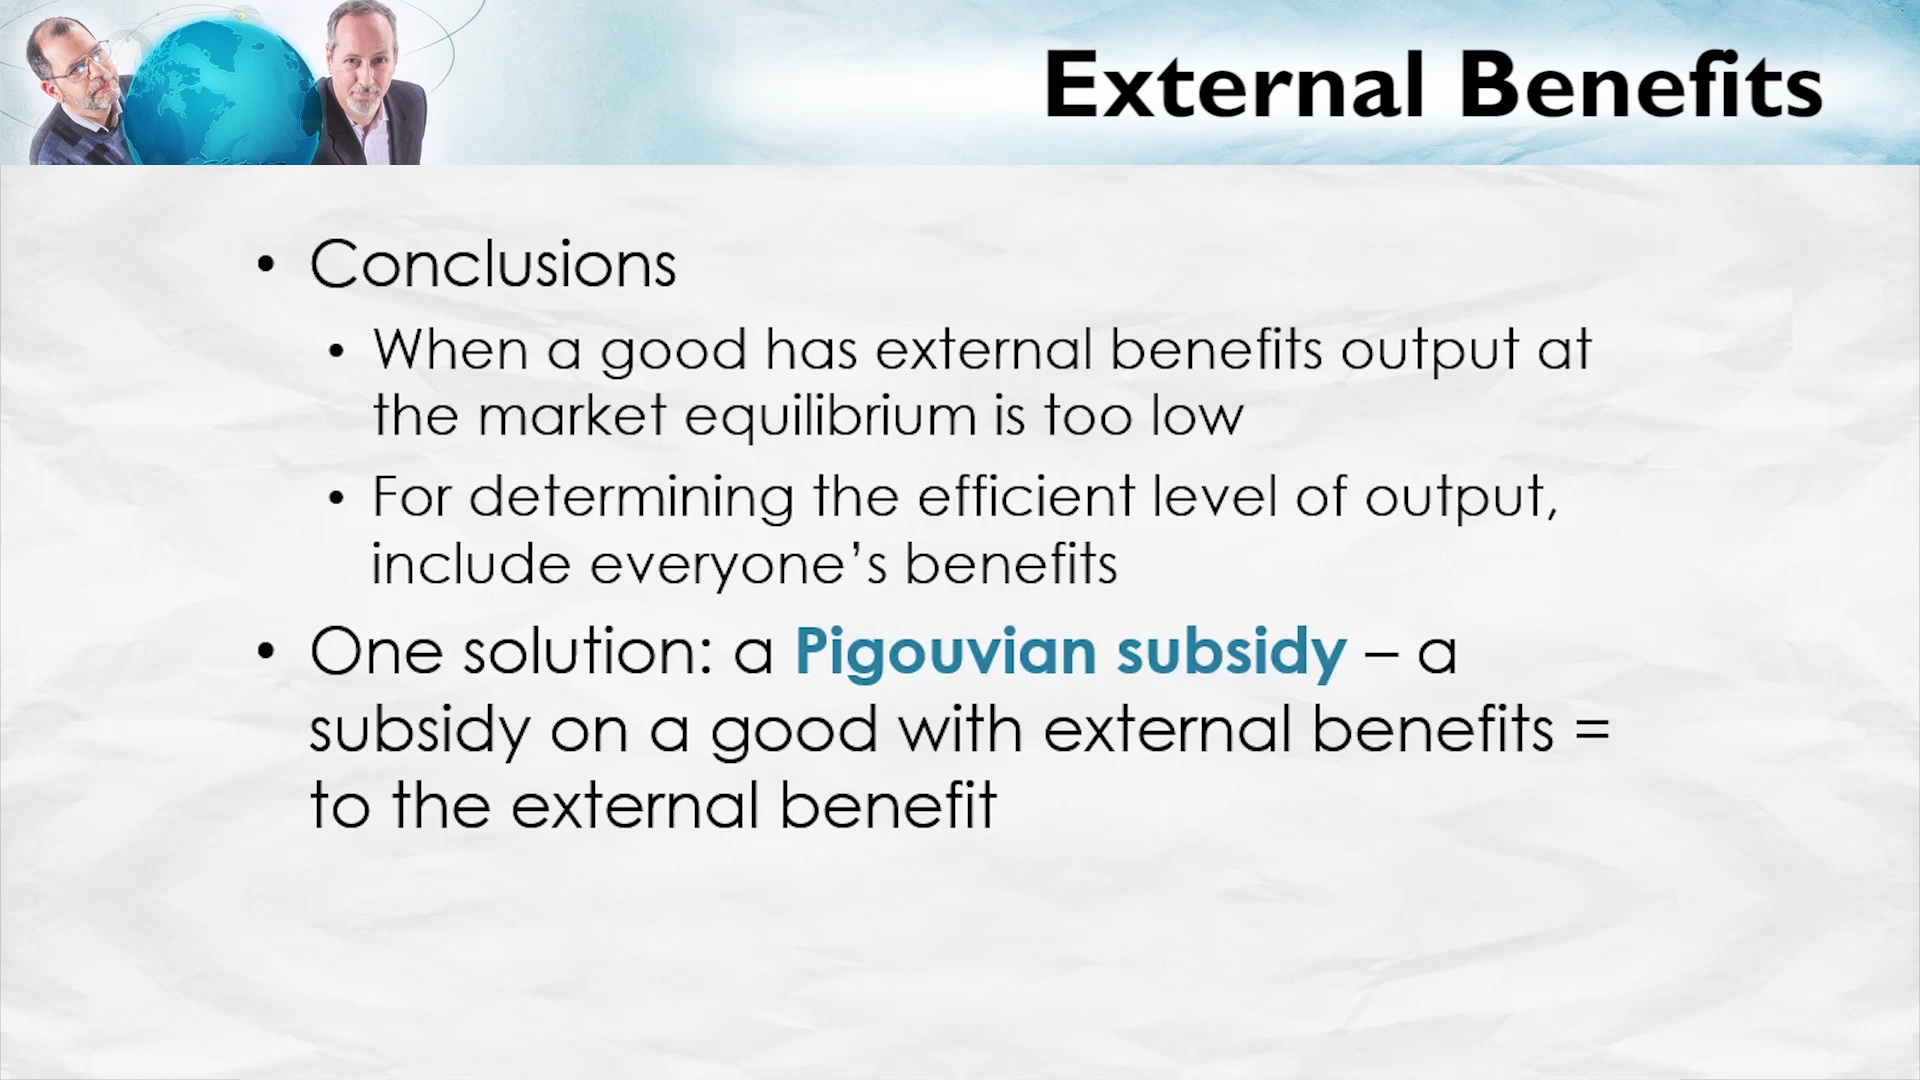 External Benefits
• Conclusions
• When a good has external benefits output at
the market equilibrium is too low
• For determining the efficient level of output,
include everyone’s benefits
• One solution: a Pigouvian subsidy – a
subsidy on a good with external benefits =
to the external benefit